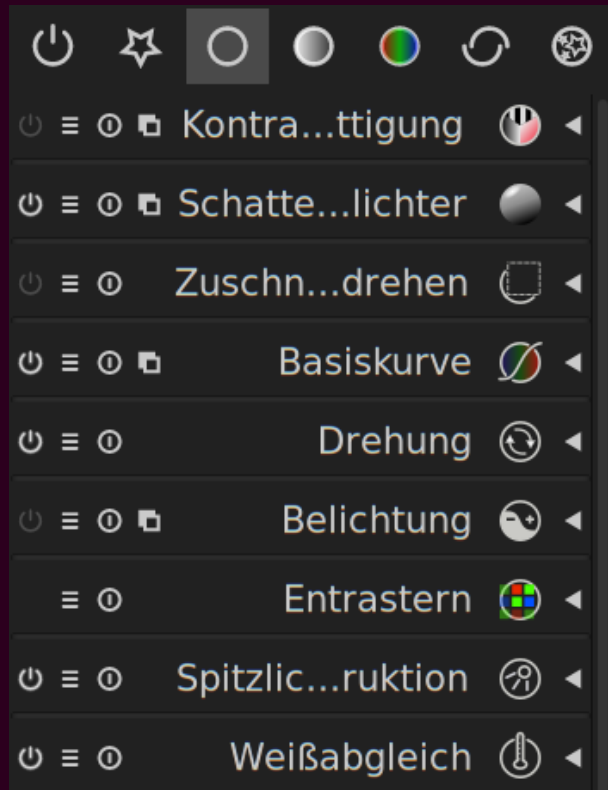 Kontra...ttigung
Schatte...lichter
Zuschn...drehen
Basiskurve
Drehung
Belichtung
Entrastern
Spitzlic...ruktion
Weißabgleich